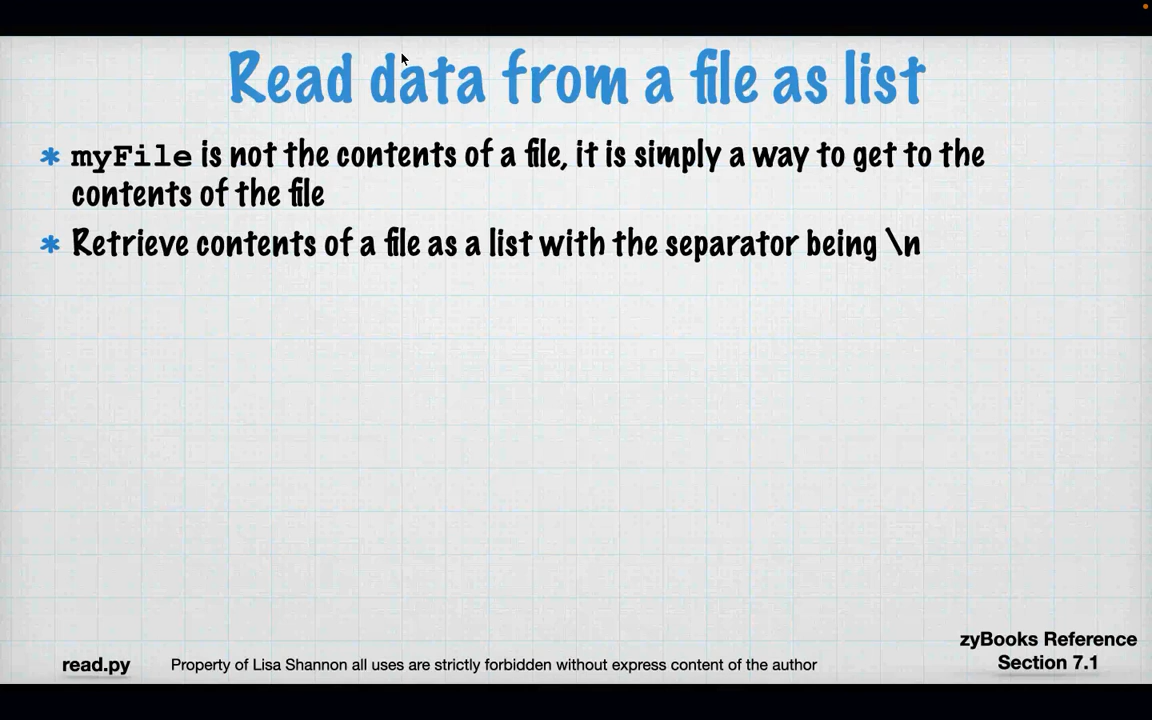 Read data from a file as list
* myFile is not the contents of a file, it is simply a way to get to the
contents of the file
* Retrieve contents of a file as a list with the separator being \n
zyBooks Reference
Section 7.1
read.py
Property of Lisa Shannon all uses are strictly forbidden without express content of the author